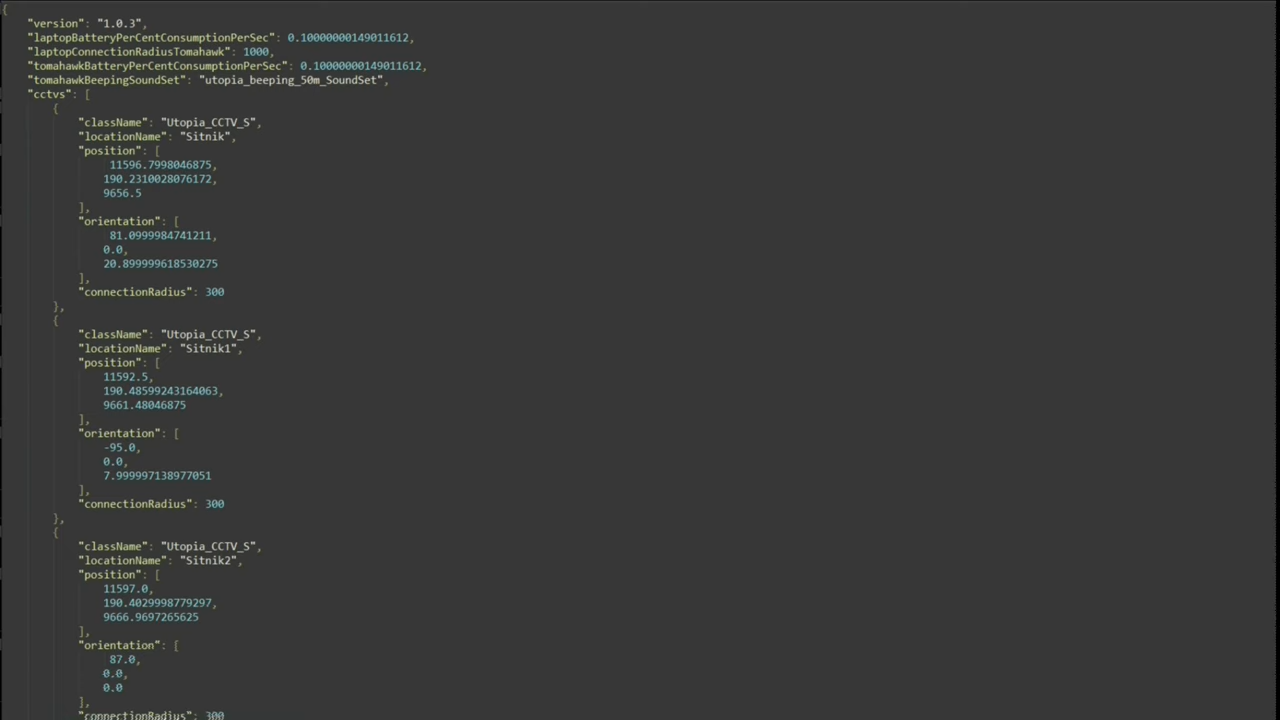 {
"version": "1.0.3",
"laptopBatteryPerCentConsumptionPerSec": 0.10000000149011612,
"laptopConnectionRadiusTomahawk": 1000,
"tomahawkBatteryPerCentConsumptionPerSec": 0.10000000149011612,
"tomahawkBeepingSoundSet": "utopia_beeping_50m_SoundSet",
"cctvs": [
{
"className": "Utopia_CCTV_S",
"locationName": "Sitnik",
"position": [
11596.7998046875,
190.2310028076172,
9656.5
],
"orientation": [
81.0999984741211,
0.0,
20.899999618530275
],
"connectionRadius": 300
},
{
"className": "Utopia_CCTV_S",
"locationName": "Sitnik1",
"position": [
11592.5,
190.48599243164063,
9661.48046875
],
"orientation": [
-95.0,
0.0,
7.999997138977051
],
"connectionRadius": 300
},
{
"className": "Utopia_CCTV_S",
"locationName": "Sitnik2",
"position": [
11597.0,
190.4029998779297,
9666.9697265625
],
"orientation": [
87.0,
0.0,
0.0
],
"connectionRadius": 300